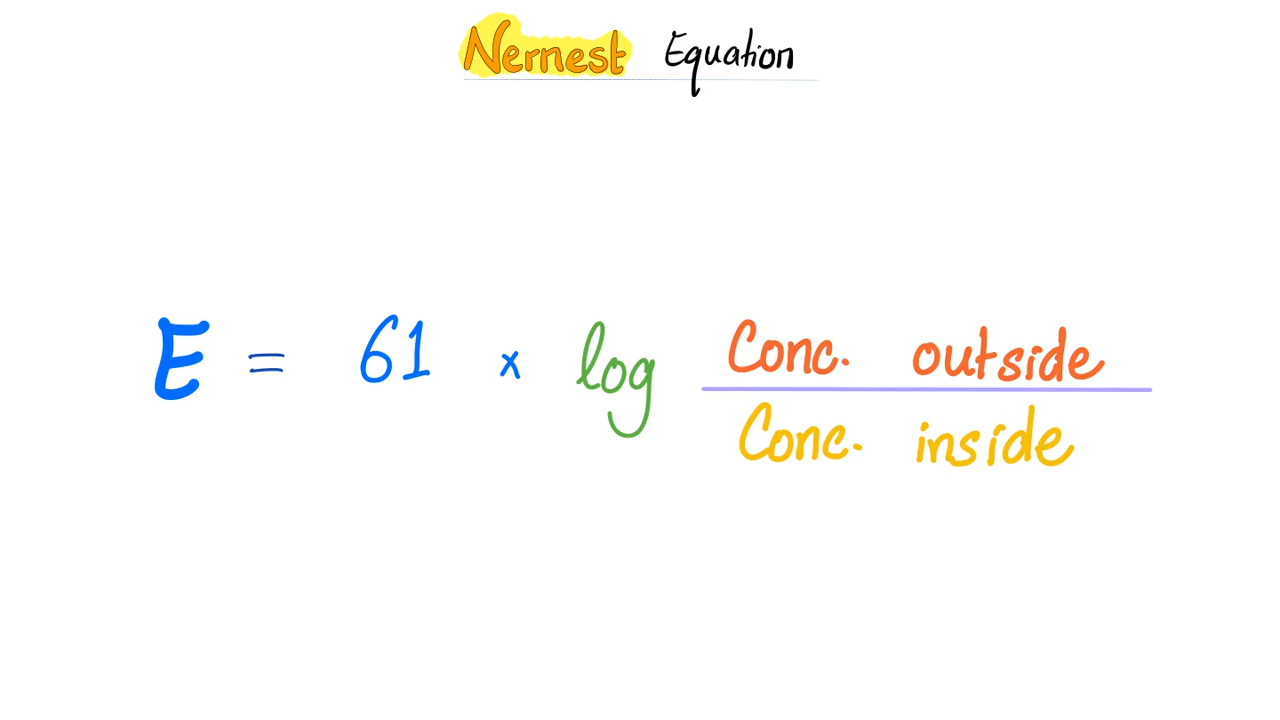 Nernest Equation
E = 61 × log Conc. outside
Conc. inside